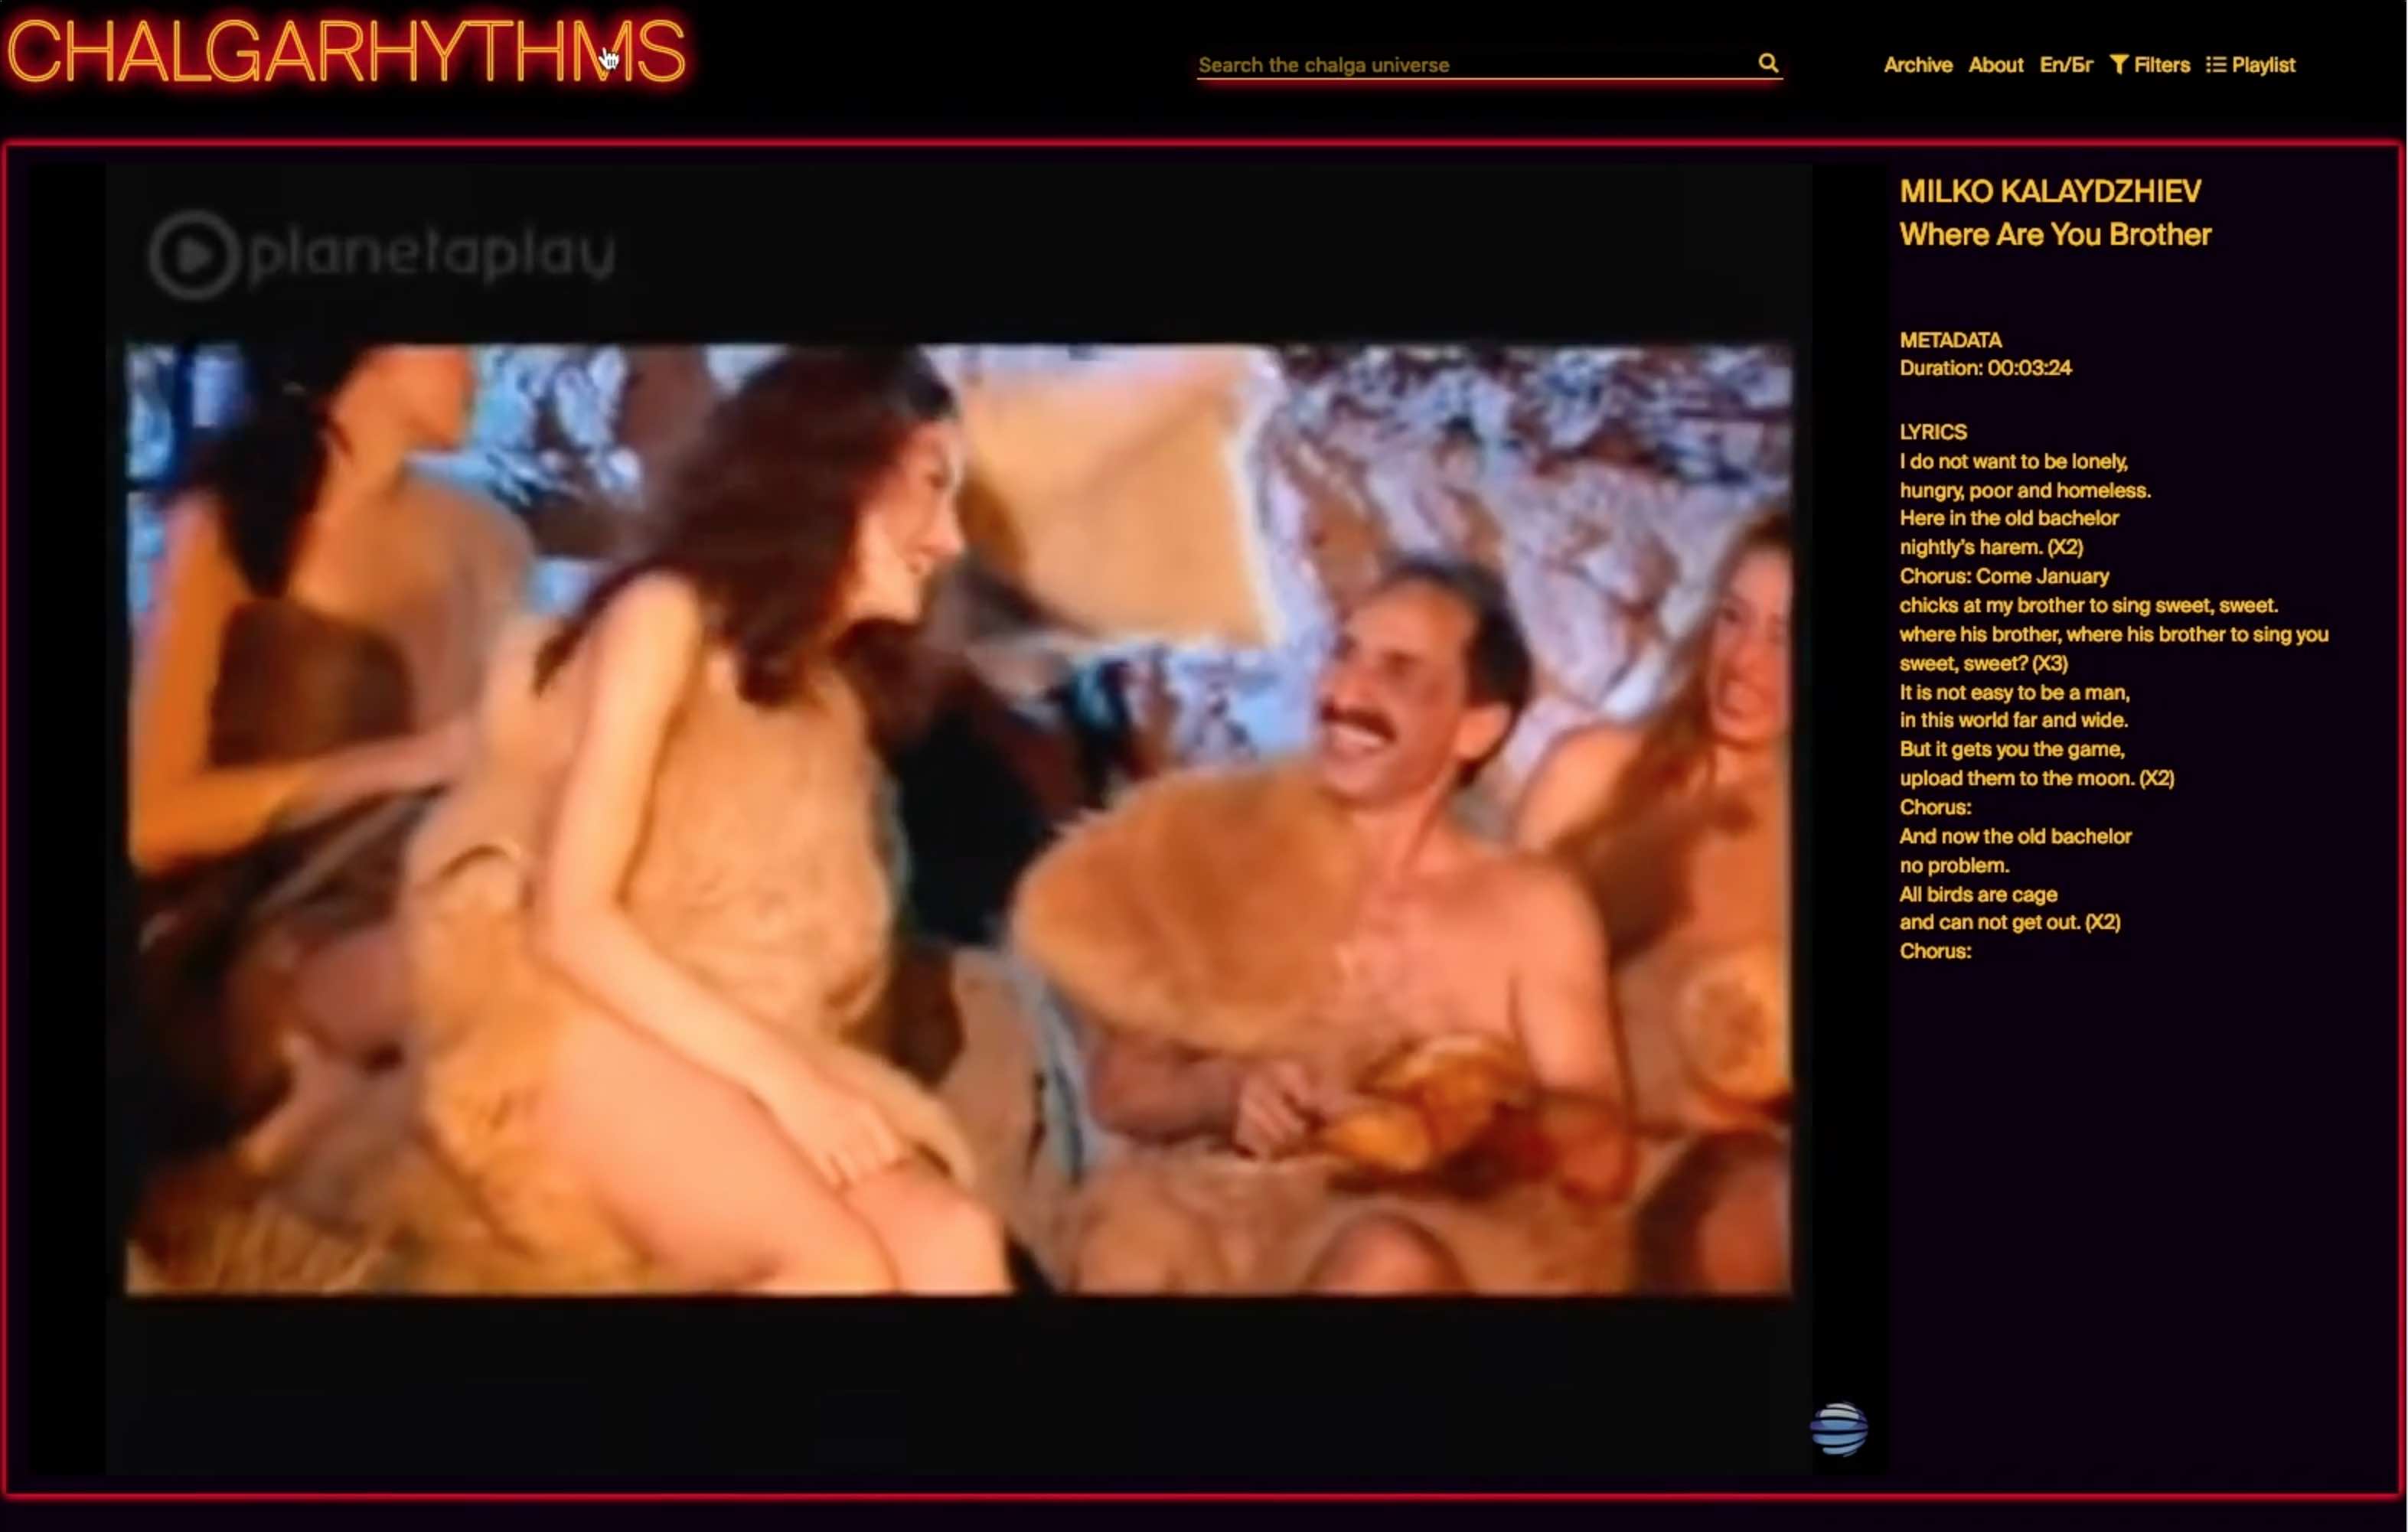 CHALGARHYTHMS
Search the chalga universe
Archive About En/Бг Filters Playlist
planetaplay
MILKO KALAYDZHIEV
Where Are You Brother
METADATA
Duration: 00:03:24
LYRICS
I do not want to be lonely,
hungry, poor and homeless.
Here in the old bachelor
nightly's harem. (X2)
Chorus: Come January
chicks at my brother to sing sweet, sweet.
where his brother, where his brother to sing you
sweet, sweet? (X3)
It is not easy to be a man,
in this world far and wide.
But it gets you the game,
upload them to the moon. (X2)
Chorus:
And now the old bachelor
no problem.
All birds are cage
and can not get out. (X2)
Chorus: